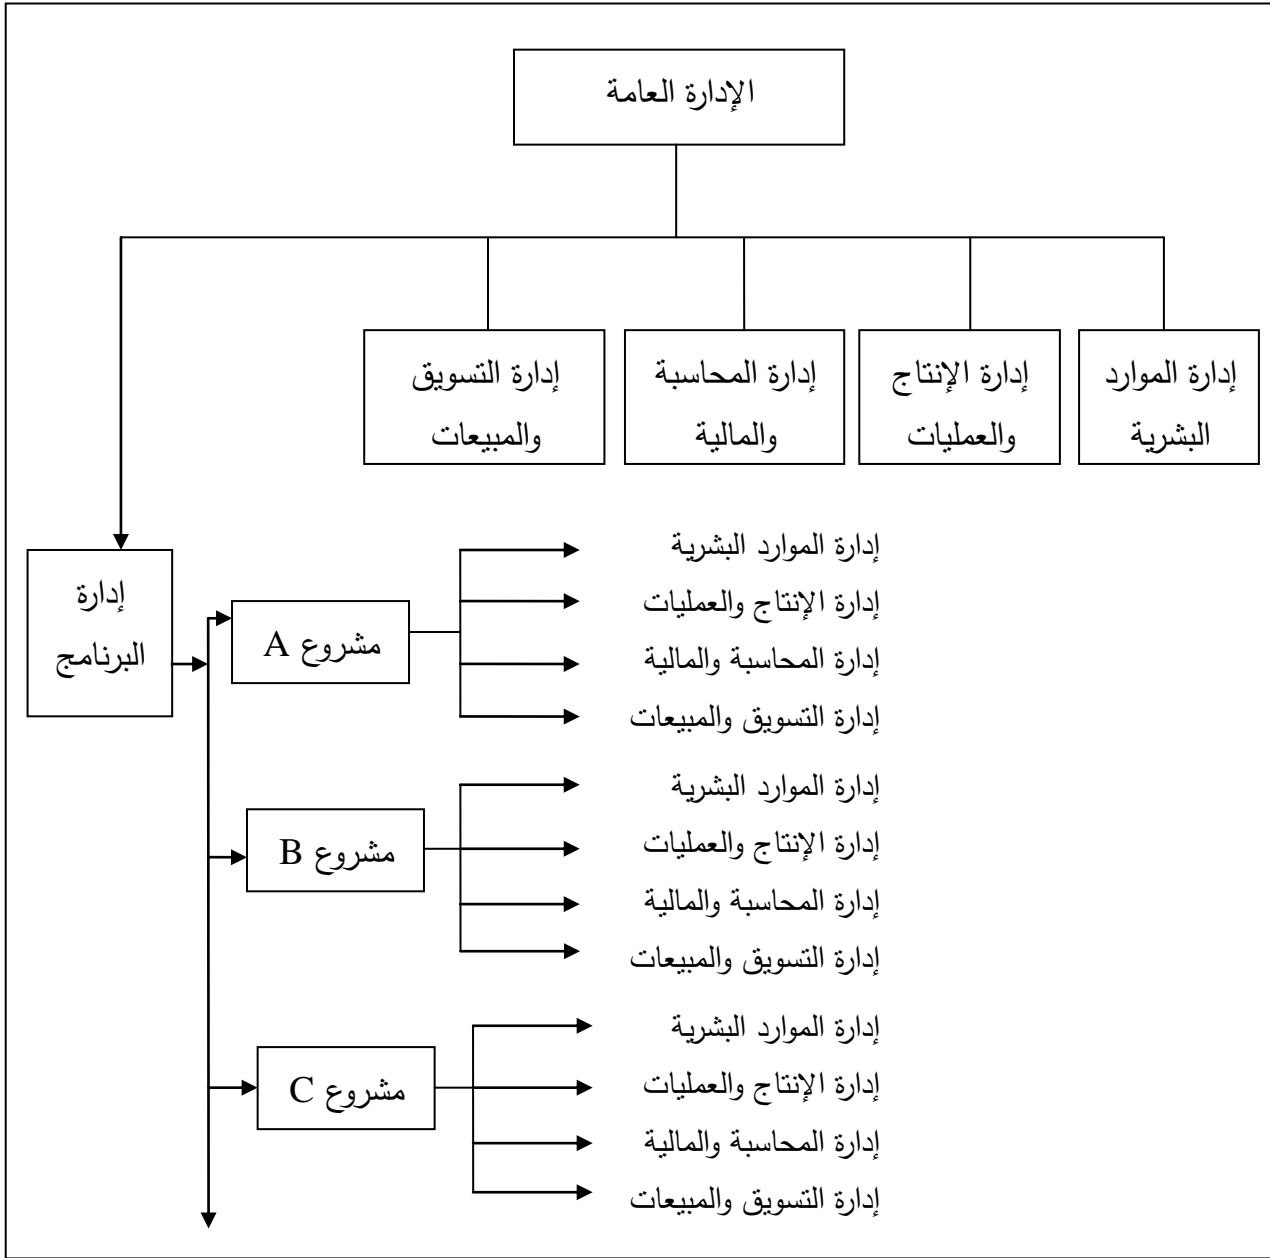 الإدارة العامة
إدارة الموارد
البشرية
إدارة الإنتاج
والعمليات
إدارة المحاسبة
والمالية
إدارة التسويق
والمبيعات
إدارة
البرنامج
مشروع A
إدارة الموارد البشرية
إدارة الإنتاج والعمليات
إدارة المحاسبة والمالية
إدارة التسويق والمبيعات
مشروع B
إدارة الموارد البشرية
إدارة الإنتاج والعمليات
إدارة المحاسبة والمالية
إدارة التسويق والمبيعات
مشروع C
إدارة الموارد البشرية
إدارة الإنتاج والعمليات
إدارة المحاسبة والمالية
إدارة التسويق والمبيعات